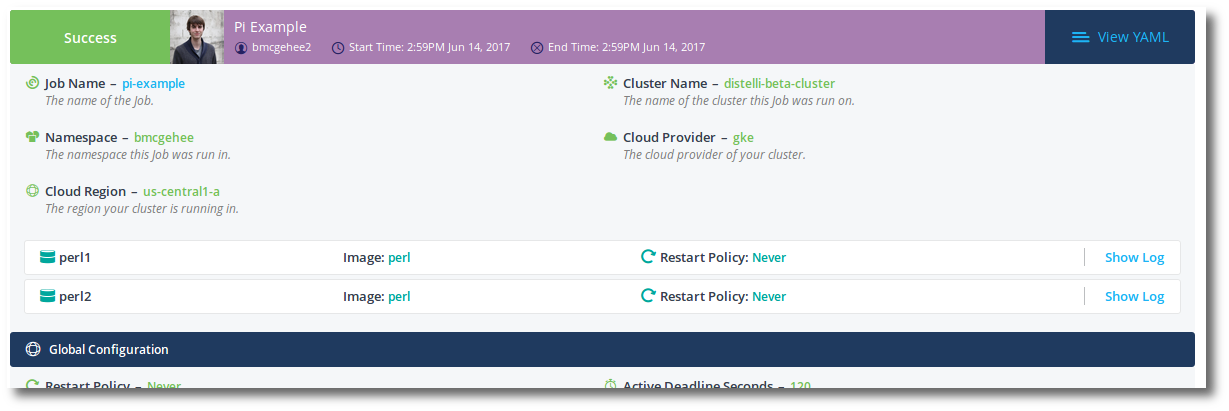 Success
Pi Example
bmcgehee2 Start Time: 2:59PM Jun 14, 2017 End Time: 2:59PM Jun 14, 2017
View YAML
Job Name – pi-example
The name of the Job.
Cluster Name – distelli-beta-cluster
The name of the cluster this Job was run on.
Namespace – bmcgehee
The namespace this Job was run in.
Cloud Provider – gke
The cloud provider of your cluster.
Cloud Region – us-central1-a
The region your cluster is running in.
perl1 Image: perl Restart Policy: Never Show Log
perl2 Image: perl Restart Policy: Never Show Log
Global Configuration
Restart Policy – Never Active Deadline Seconds – 120